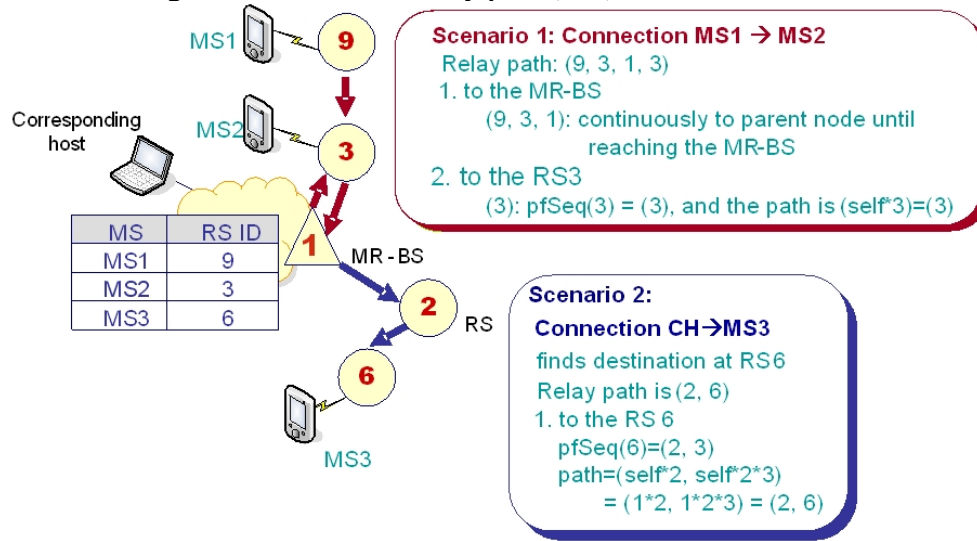 MS1
9
MS2
3
Corresponding
host
MS RS ID
MS1 9
MS2 3
MS3 6
1
MR-BS
2
RS
6
MS3
Scenario 1: Connection MS1 → MS2
Relay path: (9, 3, 1, 3)
1. to the MR-BS
(9, 3, 1): continuously to parent node until
reaching the MR-BS
2. to the RS3
(3): pfSeq(3) = (3), and the path is (self*3)=(3)
Scenario 2:
Connection CH→MS3
finds destination at RS6
Relay path is (2, 6)
1. to the RS 6
pfSeq(6)=(2, 3)
path=(self*2, self*2*3)
= (1*2, 1*2*3) = (2, 6)